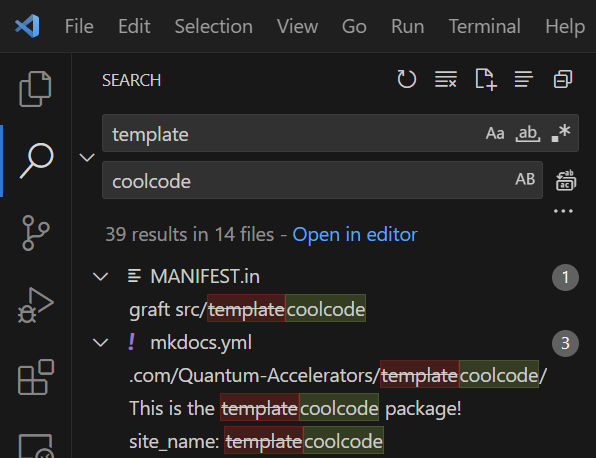 File Edit Selection View Go Run Terminal Help
SEARCH
template Aa ab .*
coolcode AB
39 results in 14 files - Open in editor
MANIFEST.in 1
graft src/templatecoolcode
! mkdocs.yml 3
.com/Quantum-Accelerators/templatecoolcode/
This is the templatecoolcode package!
site_name: templatecoolcode